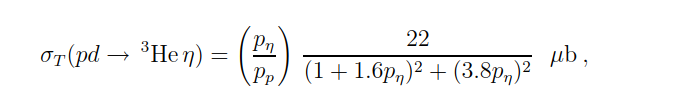 σ_T(pd → ³He η) = (p_η / p_p) 22 / ((1 + 1.6p_η)² + (3.8p_η)²) μb ,